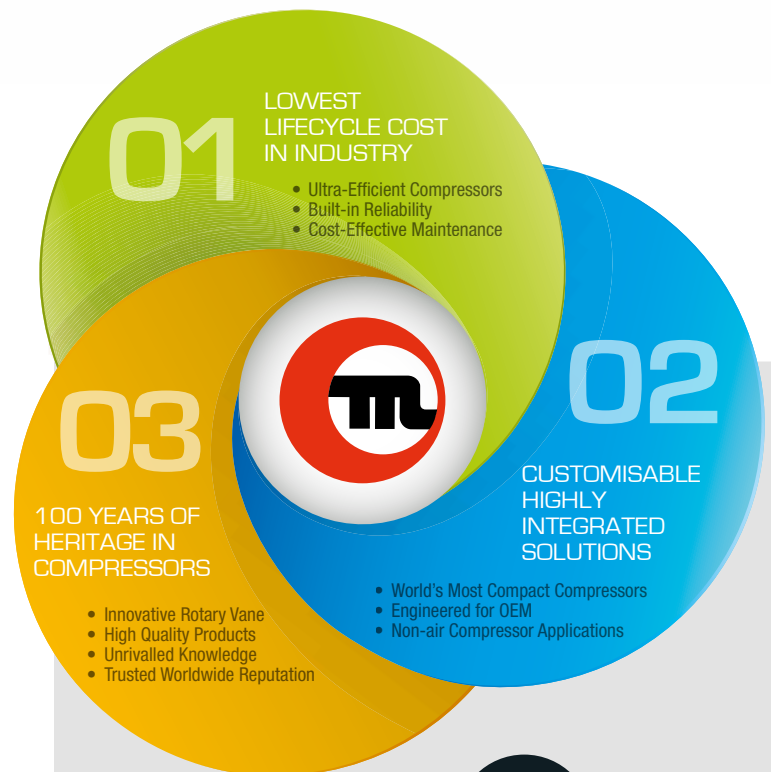 01
LOWEST
LIFECYCLE COST
IN INDUSTRY
• Ultra-Efficient Compressors
• Built-in Reliability
• Cost-Effective Maintenance
02
CUSTOMISABLE
HIGHLY
INTEGRATED
SOLUTIONS
• World's Most Compact Compressors
• Engineered for OEM
• Non-air Compressor Applications
03
100 YEARS OF
HERITAGE IN
COMPRESSORS
• Innovative Rotary Vane
• High Quality Products
• Unrivalled Knowledge
• Trusted Worldwide Reputation